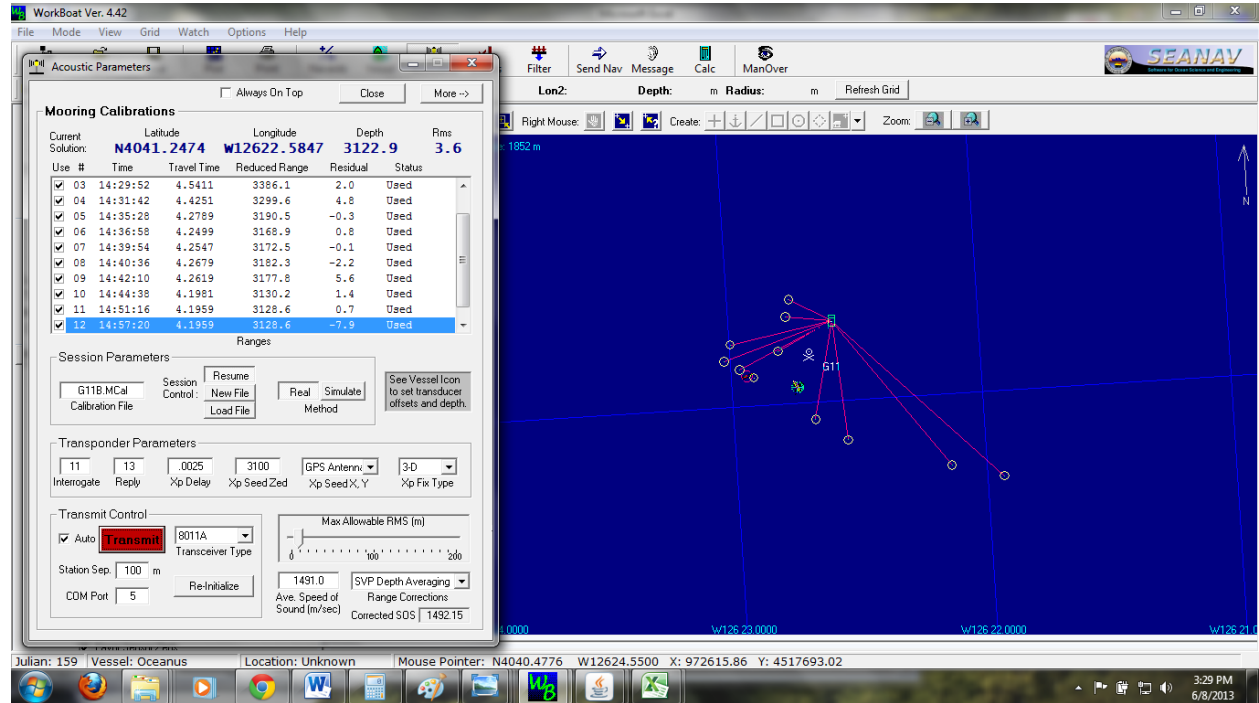 WorkBoat Ver. 4.42
File Mode View Grid Watch Options Help
Filter Send Nav Message Calc ManOver
SEANAV
Acoustic Parameters
Always On Top Close More -->
Lon2: Depth: m Radius: m Refresh Grid
Right Mouse: Create: Zoom:
Mooring Calibrations
Current Solution: Latitude Longitude Depth Rms
N4041.2474 W12622.5847 3122.9 3.6
Use # Time Travel Time Reduced Range Residual Status
03 14:29:52 4.5411 3386.1 2.0 Used
04 14:31:42 4.4251 3299.6 4.8 Used
05 14:35:28 4.2789 3190.5 -0.3 Used
06 14:36:58 4.2499 3168.9 0.8 Used
07 14:39:54 4.2547 3172.5 -0.1 Used
08 14:40:36 4.2679 3182.3 -2.2 Used
09 14:42:10 4.2619 3177.8 5.6 Used
10 14:44:38 4.1981 3130.2 1.4 Used
11 14:51:16 4.1959 3128.6 0.7 Used
12 14:57:20 4.1959 3128.6 -7.9 Used
Ranges
Session Parameters
G11B.MCal
Calibration File
Session Control:
Resume
New File
Load File
Real Simulate
Method
See Vessel Icon
to set transducer
offsets and depth.
Transponder Parameters
11 13 .0025 3100 GPS Antenna 3-D
Interrogate Reply Xp Delay Xp Seed Zed Xp Seed X, Y Xp Fix Type
Transmit Control
Auto Transmit 8011A
Transceiver Type
Station Sep. 100 m
Re-Initialize
COM Port 5
Max Allowable RMS (m)
0 100 200
1491.0 SVP Depth Averaging
Ave. Speed of Sound (m/sec)
Range Corrections
Corrected SOS 1492.15
1852 m
N
G11
W126 23.0000 W126 22.0000 W126 21.0
Julian: 159 Vessel: Oceanus Location: Unknown Mouse Pointer: N4040.4776 W12624.5500 X: 972615.86 Y: 4517693.02
3:29 PM
6/8/2013